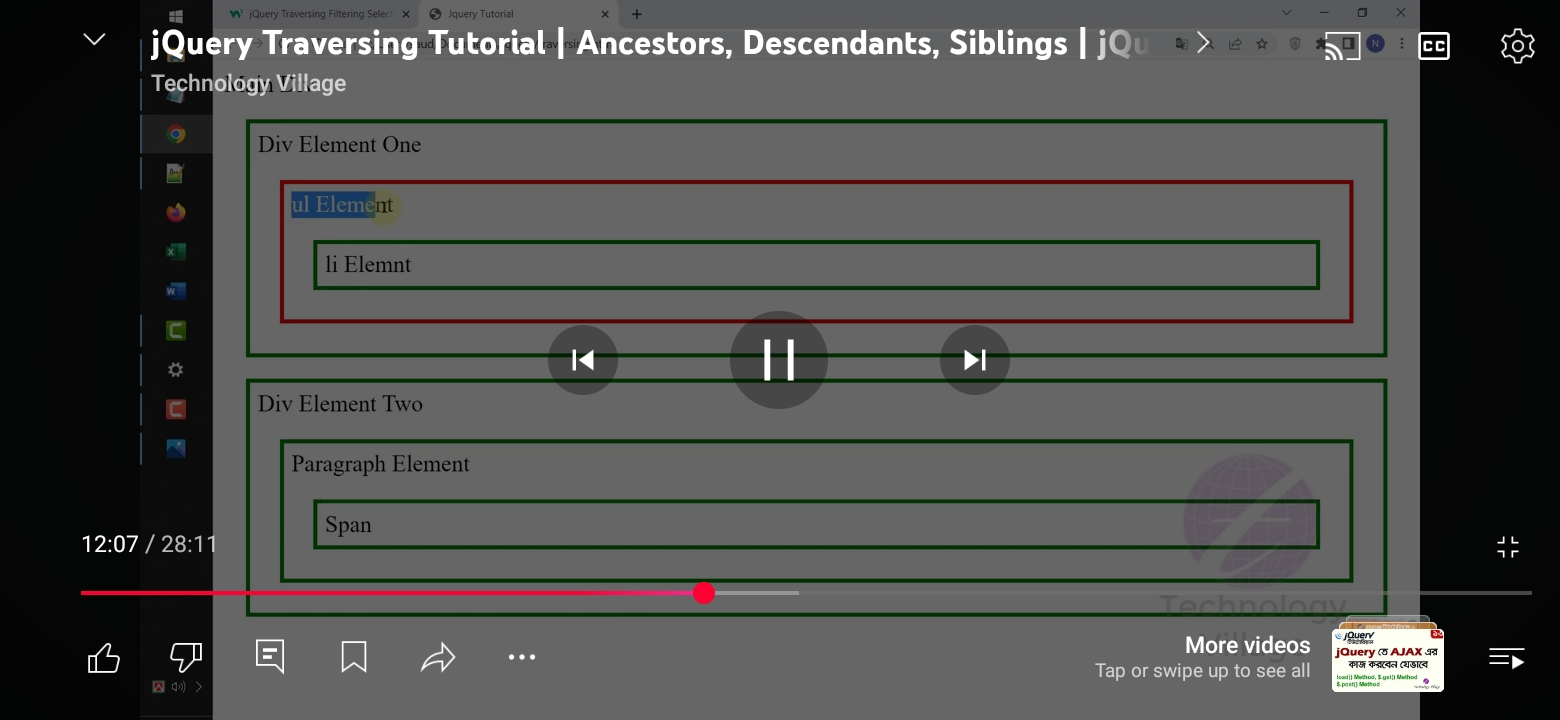 jQuery Traversing Filtering Select
Jquery Tutorial
jQuery Traversing Tutorial | Ancestors, Descendants, Siblings | jQu
CC
N
Technology Village
Div Element One
ul Element
li Elemnt
Div Element Two
Paragraph Element
Span
12:07 / 28:11
Technology
More videos
Tap or swipe up to see all
jQuery
jQuery তে AJAX এর
কাজ করবেন যেভাবে
load() Method, $.get() Method
$.post() Method